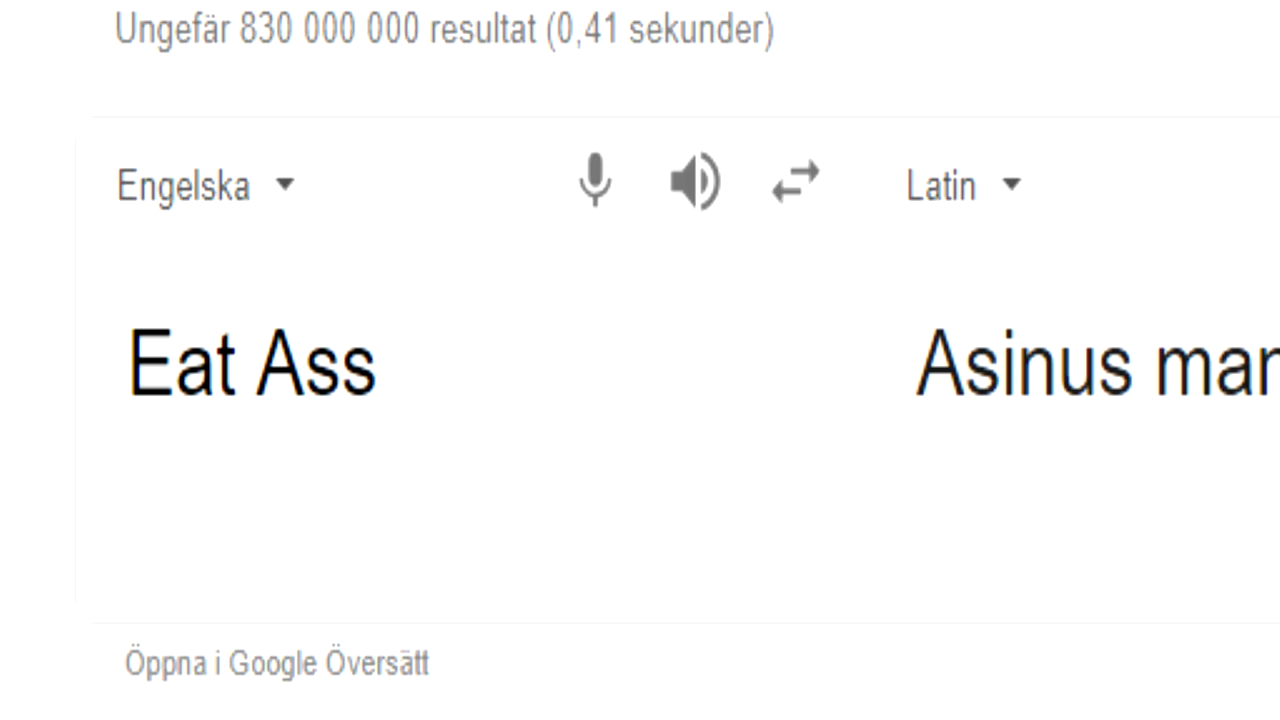 Ungefär 830 000 000 resultat (0,41 sekunder)
Engelska Latin
Eat Ass Asinus
Öppna i Google Översätt